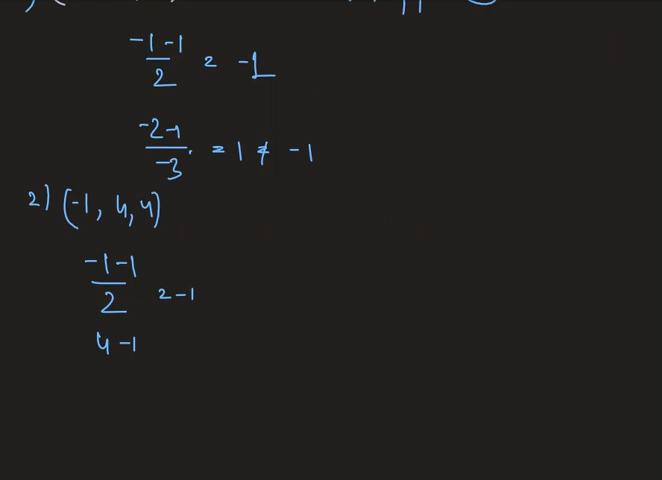 -1-1/2 = -1
-2-1/-3 = 1 ≠ -1
2) (-1, 4, 4)
-1-1/2 = -1
4-1